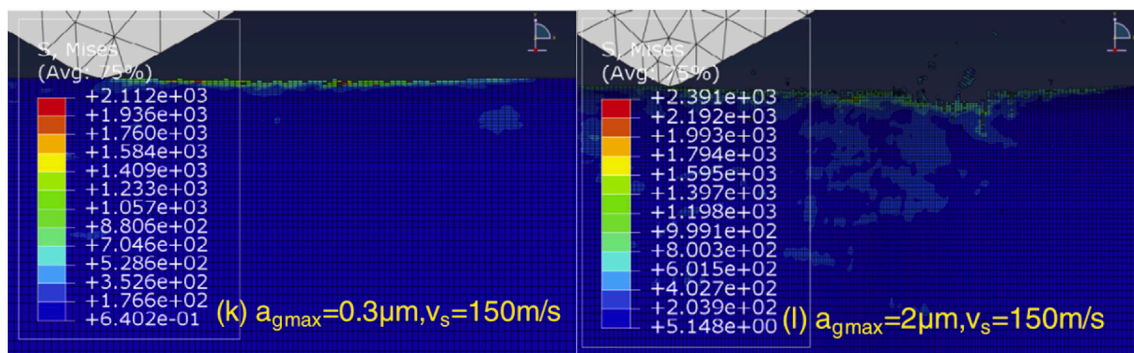 S, Mises
(Avg: 75%)
+2.112e+03
+1.936e+03
+1.760e+03
+1.584e+03
+1.409e+03
+1.233e+03
+1.057e+03
+8.806e+02
+7.046e+02
+5.286e+02
+3.526e+02
+1.766e+02
+6.402e-01
(k) a_gmax=0.3μm,v_s=150m/s
S, Mises
(Avg: 75%)
+2.391e+03
+2.192e+03
+1.993e+03
+1.794e+03
+1.595e+03
+1.397e+03
+1.198e+03
+9.991e+02
+8.003e+02
+6.015e+02
+4.027e+02
+2.039e+02
+5.148e+00
(l) a_gmax=2μm,v_s=150m/s